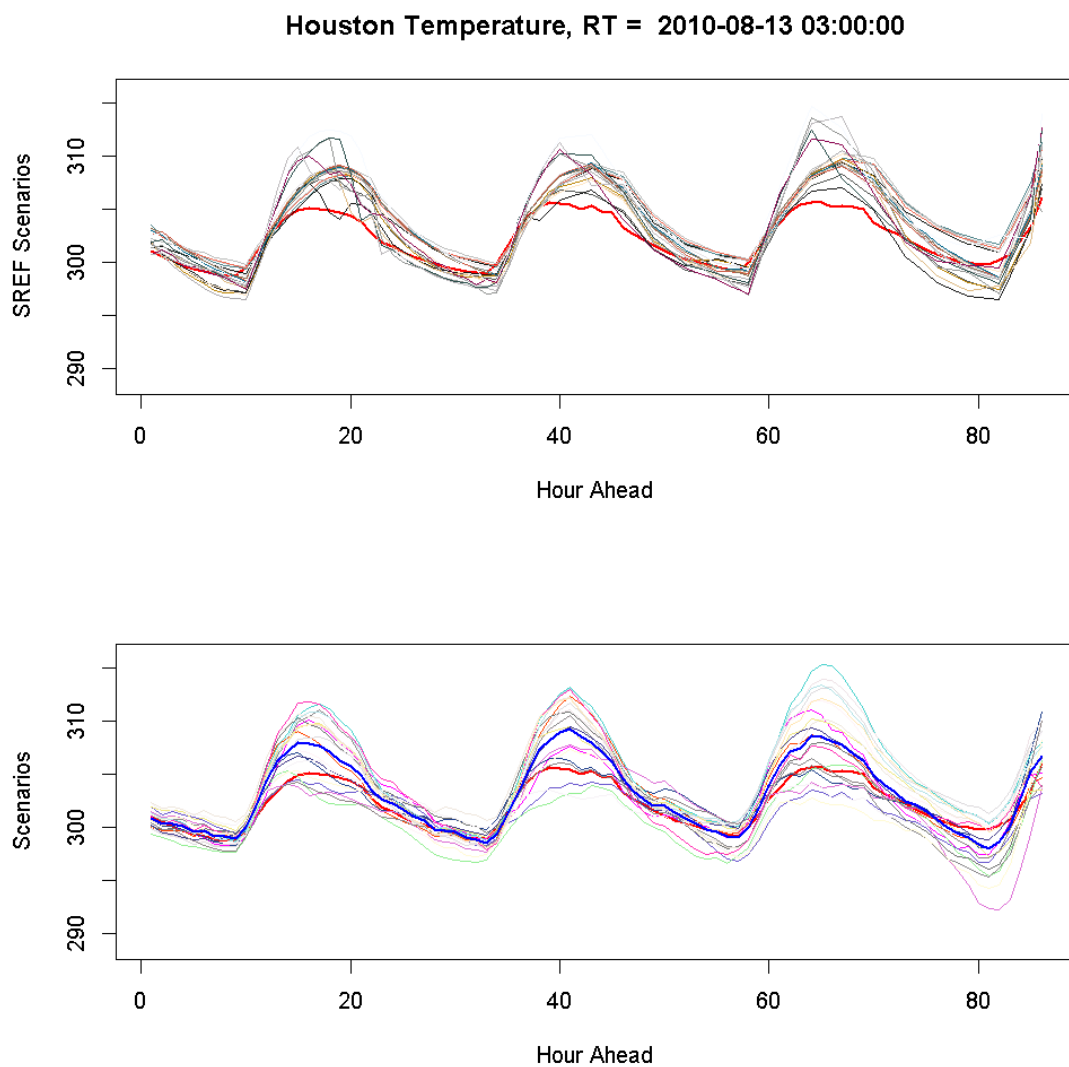 Houston Temperature, RT =  2010-08-13 03:00:00
SREF Scenarios
310
300
290
0 20 40 60 80
Hour Ahead
Scenarios
310
300
290
0 20 40 60 80
Hour Ahead